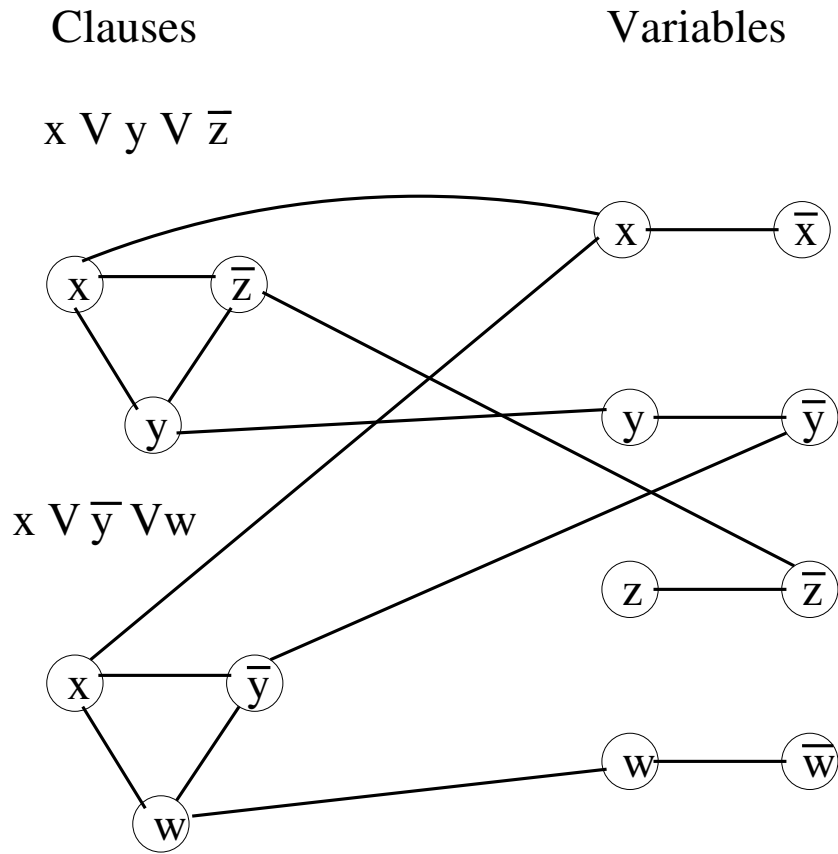 Clauses Variables
x V y V z̅
x x̅
x z̅
y y y̅
x V y̅ V w
z z̅
x y̅
w w̅
w